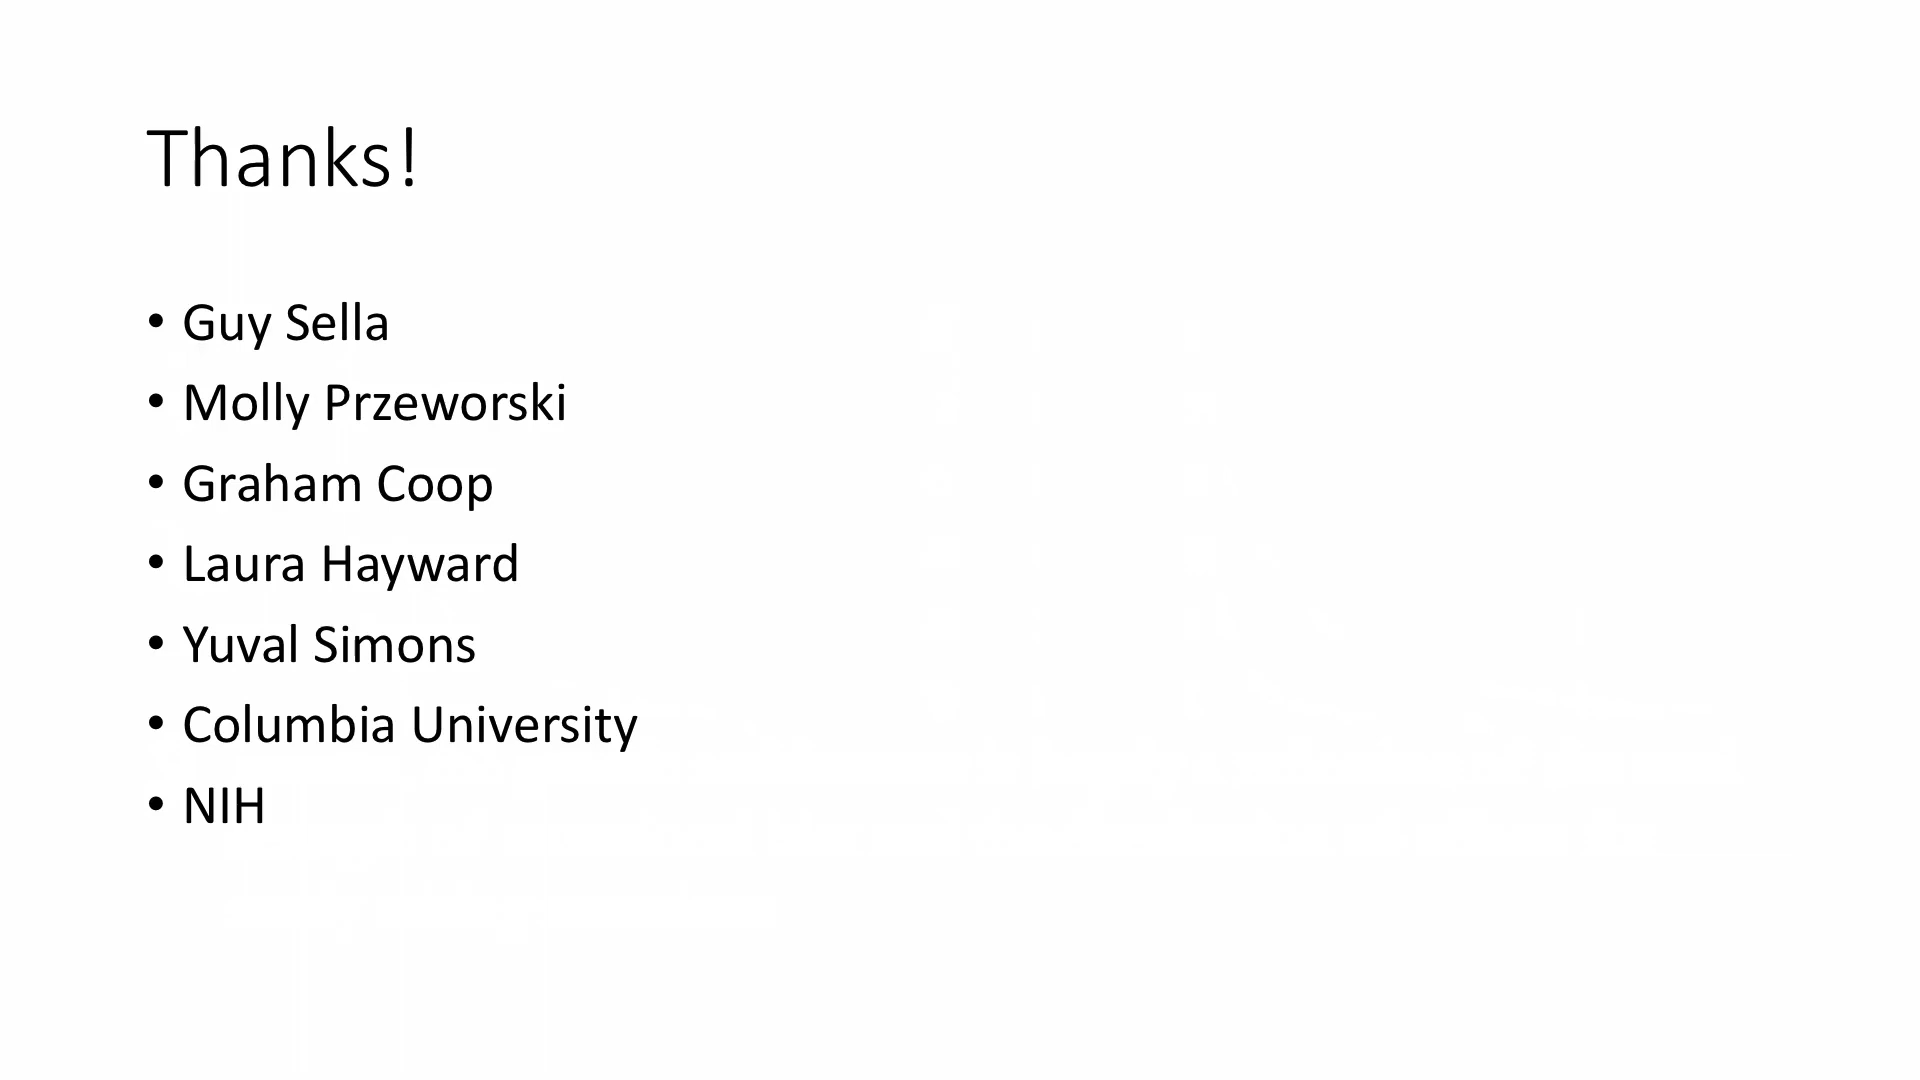 Thanks!
• Guy Sella
• Molly Przeworski
• Graham Coop
• Laura Hayward
• Yuval Simons
• Columbia University
• NIH